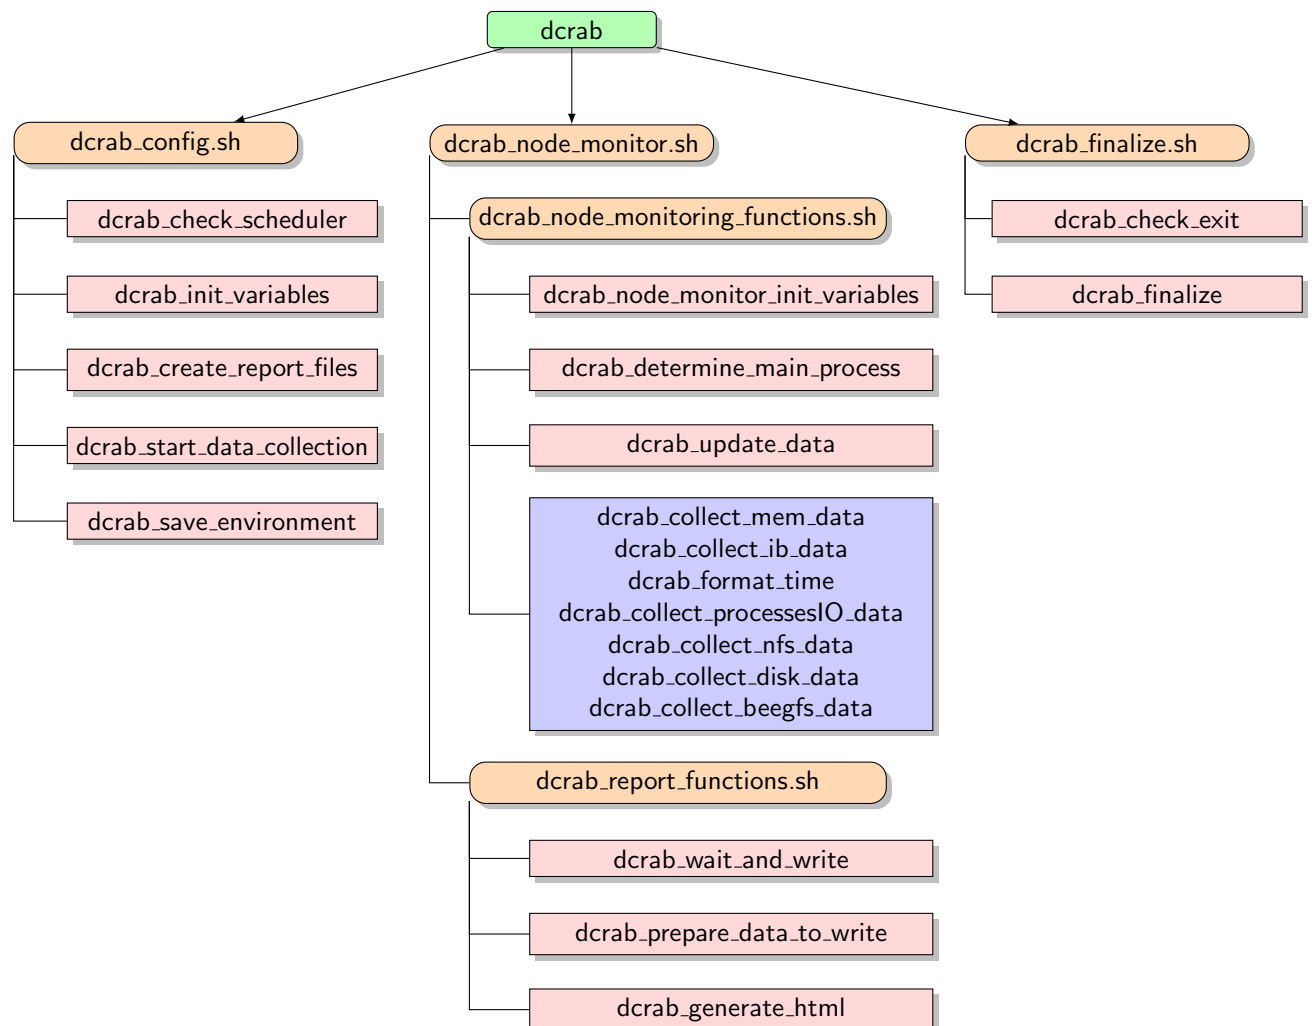 dcrab
dcrab_config.sh
dcrab_check_scheduler
dcrab_init_variables
dcrab_create_report_files
dcrab_start_data_collection
dcrab_save_environment
dcrab_node_monitor.sh
dcrab_node_monitoring_functions.sh
dcrab_node_monitor_init_variables
dcrab_determine_main_process
dcrab_update_data
dcrab_collect_mem_data
dcrab_collect_ib_data
dcrab_format_time
dcrab_collect_processesIO_data
dcrab_collect_nfs_data
dcrab_collect_disk_data
dcrab_collect_beegfs_data
dcrab_report_functions.sh
dcrab_wait_and_write
dcrab_prepare_data_to_write
dcrab_generate_html
dcrab_finalize.sh
dcrab_check_exit
dcrab_finalize